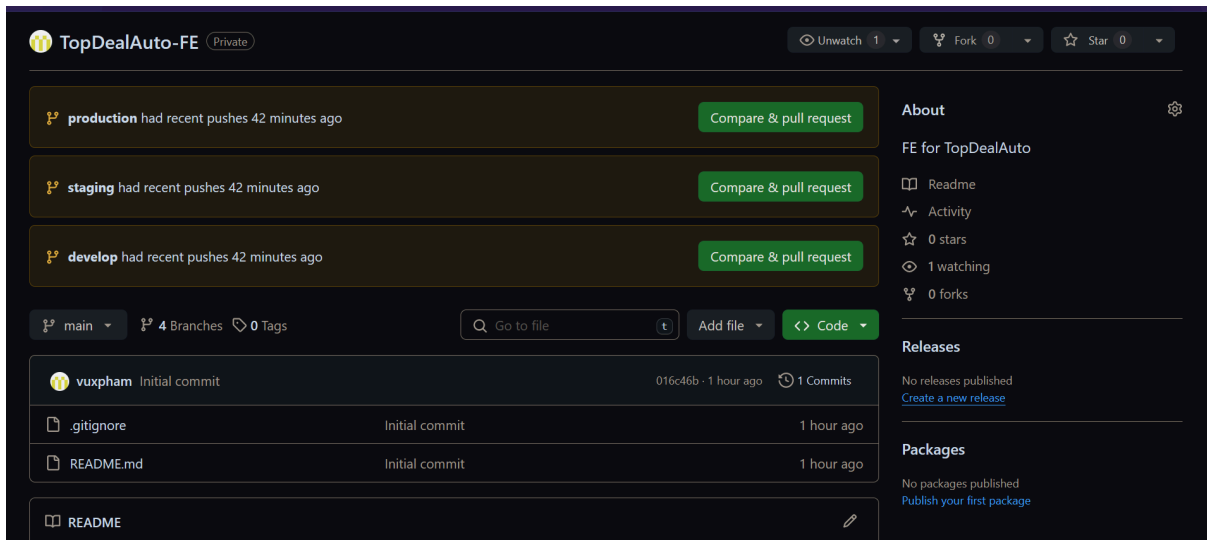 TopDealAuto-FE Private Unwatch 1 Fork 0 Star 0
production had recent pushes 42 minutes ago Compare & pull request
staging had recent pushes 42 minutes ago Compare & pull request
develop had recent pushes 42 minutes ago Compare & pull request
main 4 Branches 0 Tags Go to file t Add file <> Code
vuxpham Initial commit 016c46b · 1 hour ago 1 Commits
.gitignore Initial commit 1 hour ago
README.md Initial commit 1 hour ago
README
About
FE for TopDealAuto
Readme
Activity
0 stars
1 watching
0 forks
Releases
No releases published
Create a new release
Packages
No packages published
Publish your first package